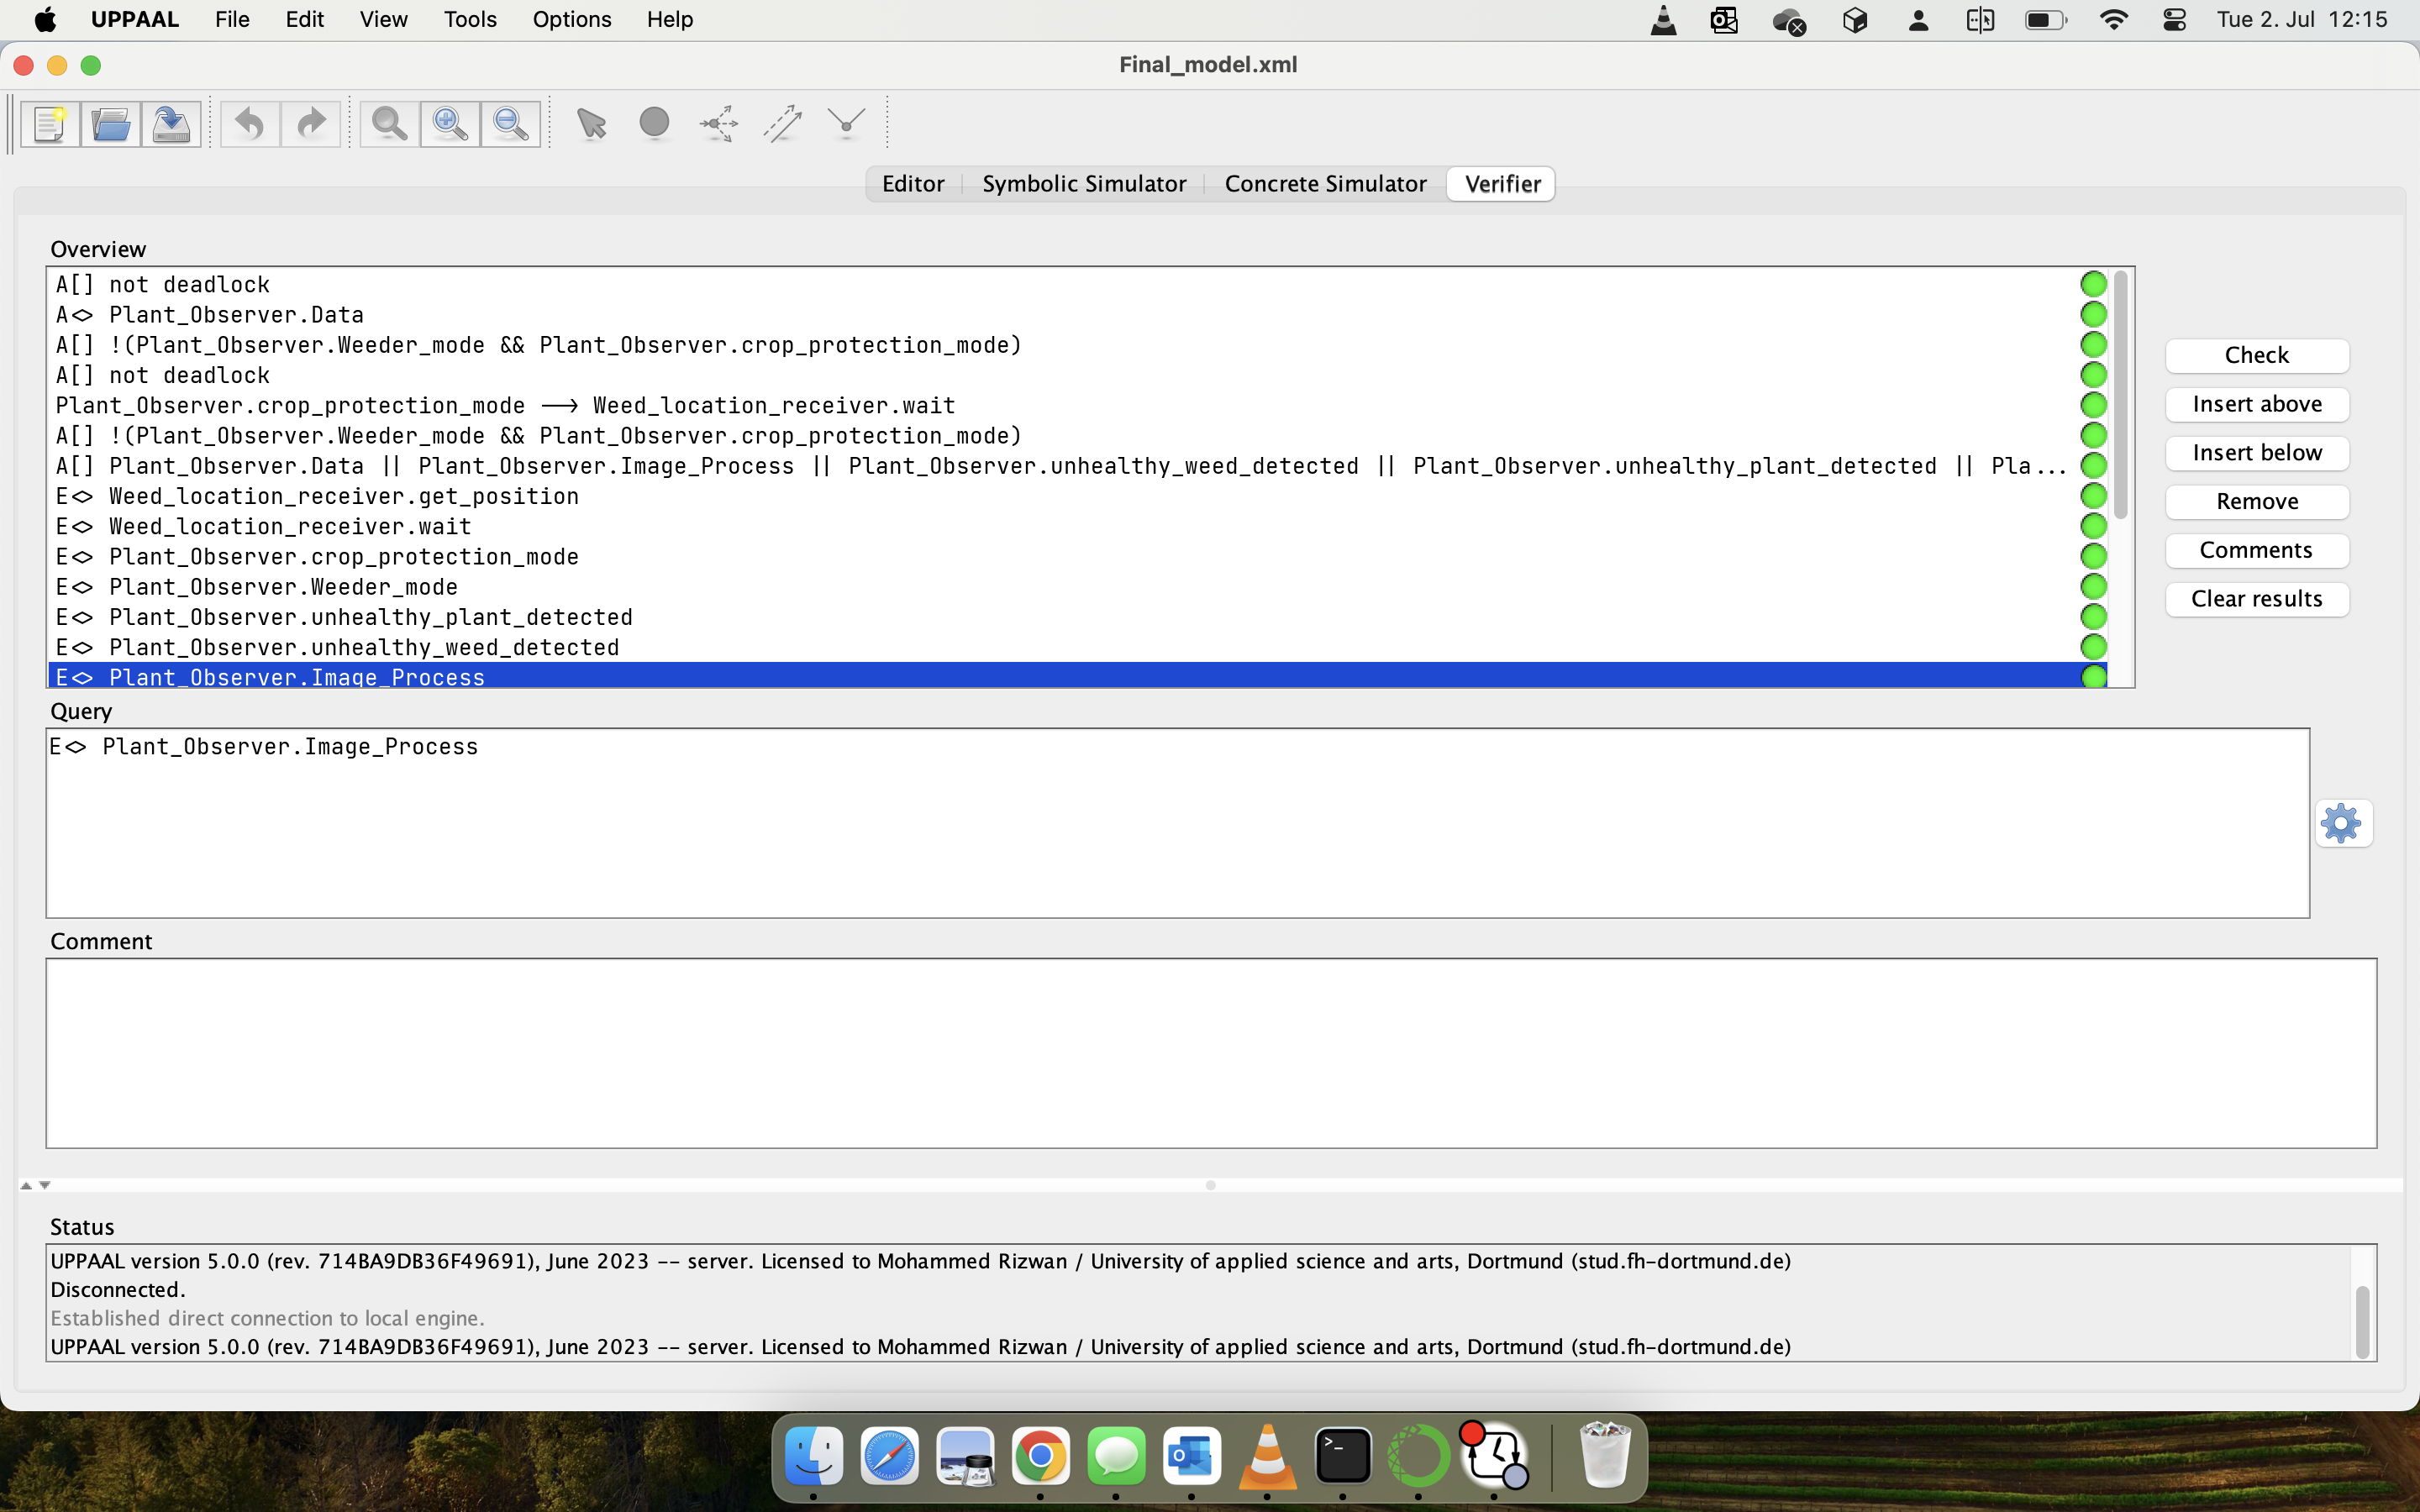 UPPAAL File Edit View Tools Options Help Tue 2. Jul 12:15
Final_model.xml
Editor Symbolic Simulator Concrete Simulator Verifier
Overview
A[] not deadlock
A<> Plant_Observer.Data
A[] !(Plant_Observer.Weeder_mode && Plant_Observer.crop_protection_mode)
A[] not deadlock
Plant_Observer.crop_protection_mode --> Weed_location_receiver.wait
A[] !(Plant_Observer.Weeder_mode && Plant_Observer.crop_protection_mode)
A[] Plant_Observer.Data || Plant_Observer.Image_Process || Plant_Observer.unhealthy_weed_detected || Plant_Observer.unhealthy_plant_detected || Pla...
E<> Weed_location_receiver.get_position
E<> Weed_location_receiver.wait
E<> Plant_Observer.crop_protection_mode
E<> Plant_Observer.Weeder_mode
E<> Plant_Observer.unhealthy_plant_detected
E<> Plant_Observer.unhealthy_weed_detected
E<> Plant_Observer.Image_Process
Check
Insert above
Insert below
Remove
Comments
Clear results
Query
E<> Plant_Observer.Image_Process
Comment
Status
UPPAAL version 5.0.0 (rev. 714BA9DB36F49691), June 2023 -- server. Licensed to Mohammed Rizwan / University of applied science and arts, Dortmund (stud.fh-dortmund.de)
Disconnected.
Established direct connection to local engine.
UPPAAL version 5.0.0 (rev. 714BA9DB36F49691), June 2023 -- server. Licensed to Mohammed Rizwan / University of applied science and arts, Dortmund (stud.fh-dortmund.de)